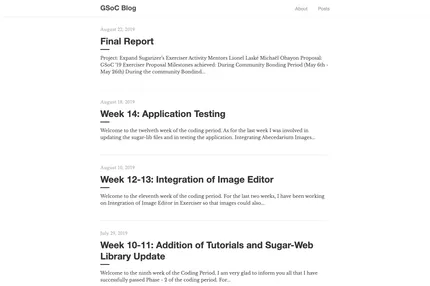 GSoC Blog
About Posts
August 22, 2019
Final Report
Project: Expand Sugarizer's Exerciser Activity Mentors Lionel Laské Michaël Ohayon Proposal:
GSoC '19 Exerciser Proposal Milestones achieved: During Community Bonding Period (May 6th -
May 26th) During the community Bondind...
August 18, 2019
Week 14: Application Testing
Welcome to the twelveth week of the coding period. As for the last week I was involved in
updating the sugar-lib files and in testing the application. Integrating Abecedarium Images...
August 10, 2019
Week 12-13: Integration of Image Editor
Welcome to the eleventh week of the coding period. For the last two weeks, I have been working
on Integration of Image Editor in Exerciser so that images could also...
July 29, 2019
Week 10-11: Addition of Tutorials and Sugar-Web
Library Update
Welcome to the ninth week of the Coding Period. I am very glad to inform you all that I have
successfully passed Phase - 2 of the coding period. For...